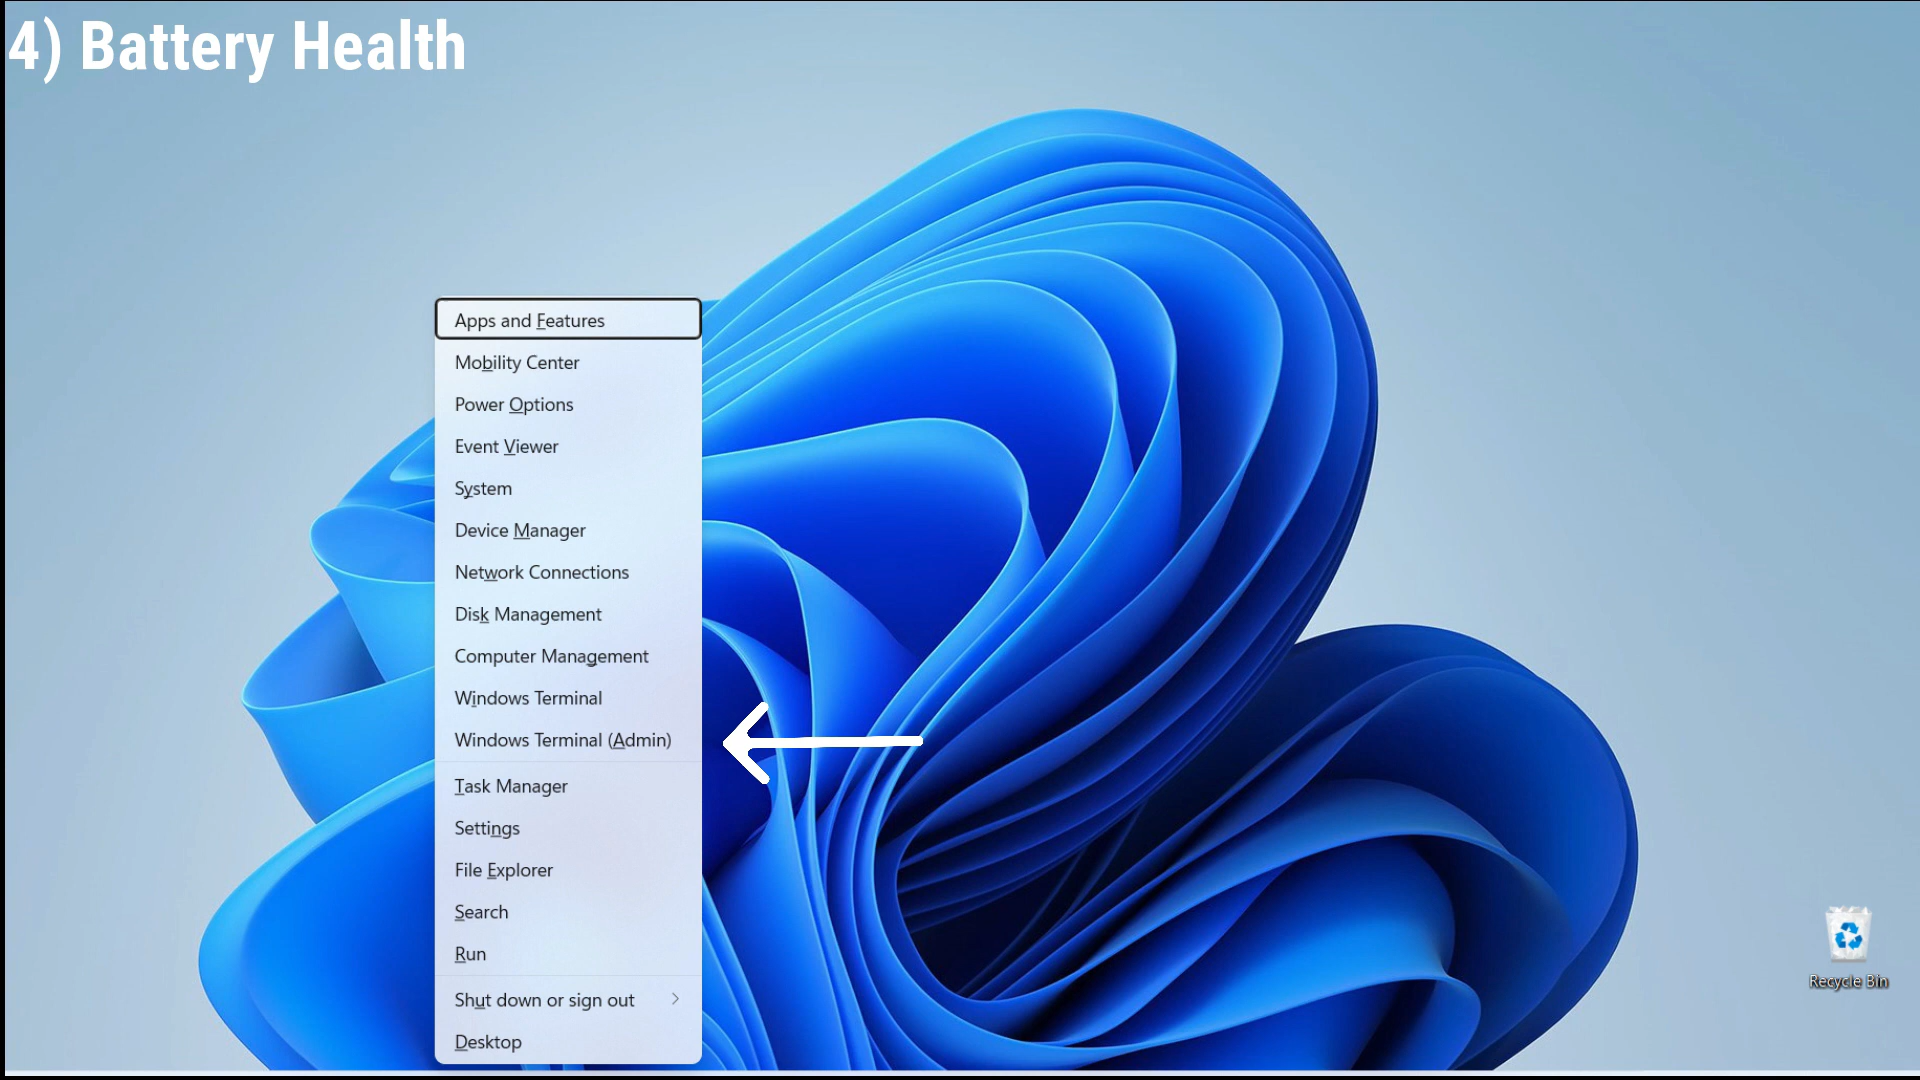 4) Battery Health
Apps and Features
Mobility Center
Power Options
Event Viewer
System
Device Manager
Network Connections
Disk Management
Computer Management
Windows Terminal
Windows Terminal (Admin)
Task Manager
Settings
File Explorer
Search
Run
Shut down or sign out
Desktop
Recycle Bin